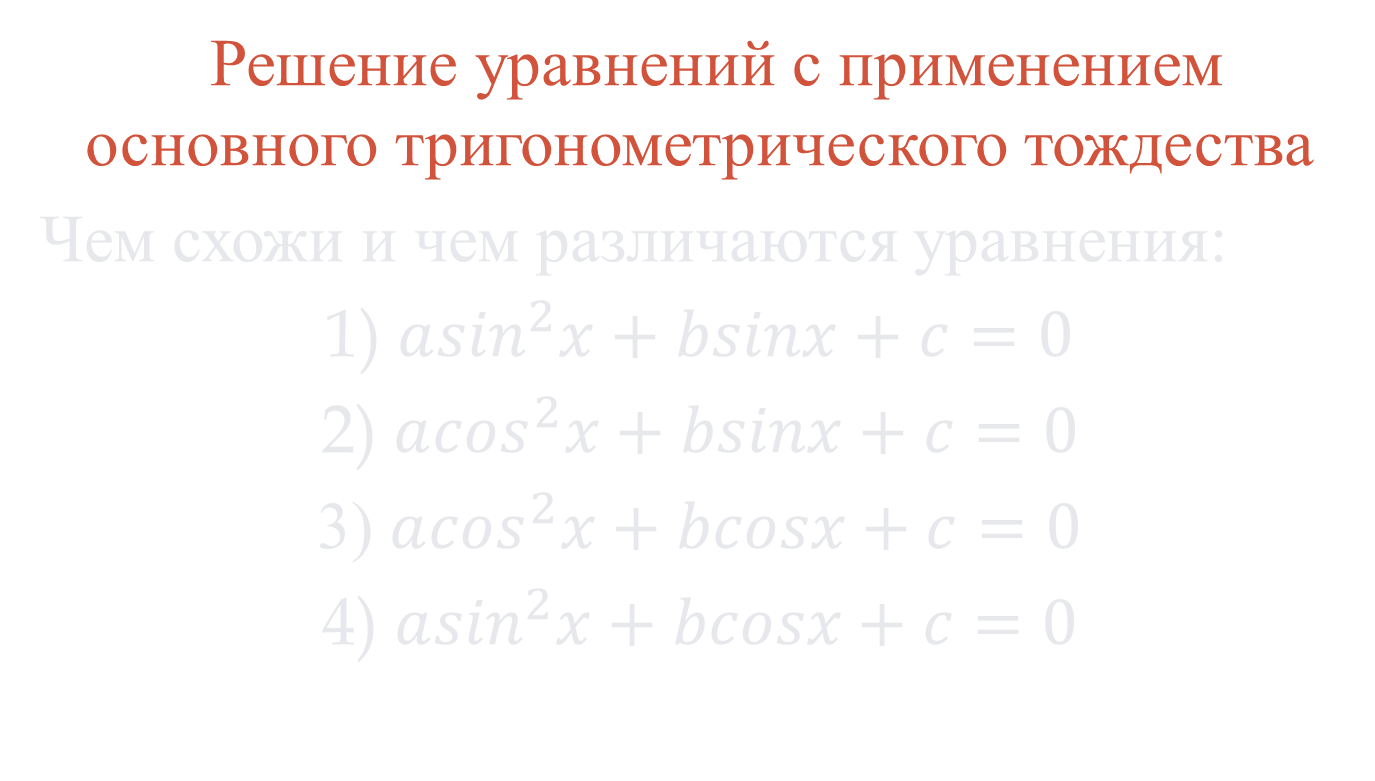 Решение уравнений с применением
основного тригонометрического тождества
Чем схожи и чем различаются уравнения:
1) asin²x + bsinx + c = 0
2) acos²x + bsinx + c = 0
3) acos²x + bcosx + c = 0
4) asin²x + bcosx + c = 0